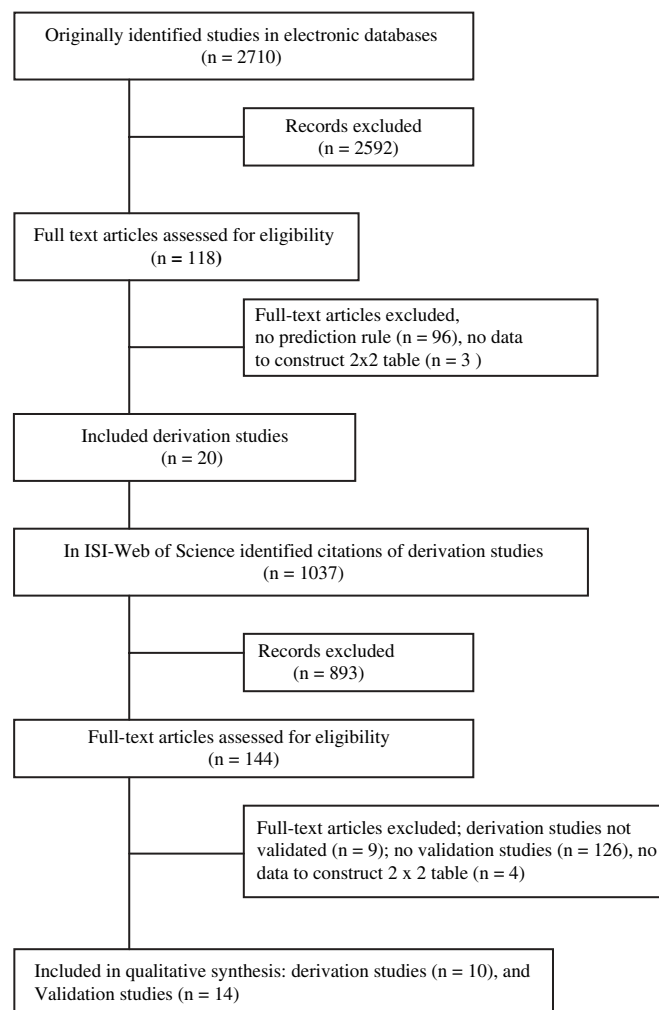 Originally identified studies in electronic databases
(n = 2710)
Records excluded
(n = 2592)
Full text articles assessed for eligibility
(n = 118)
Full-text articles excluded,
no prediction rule (n = 96), no data
to construct 2x2 table (n = 3 )
Included derivation studies
(n = 20)
In ISI-Web of Science identified citations of derivation studies
(n = 1037)
Records excluded
(n = 893)
Full-text articles assessed for eligibility
(n = 144)
Full-text articles excluded; derivation studies not
validated (n = 9); no validation studies (n = 126), no
data to construct 2 x 2 table (n = 4)
Included in qualitative synthesis: derivation studies (n = 10), and
Validation studies (n = 14)